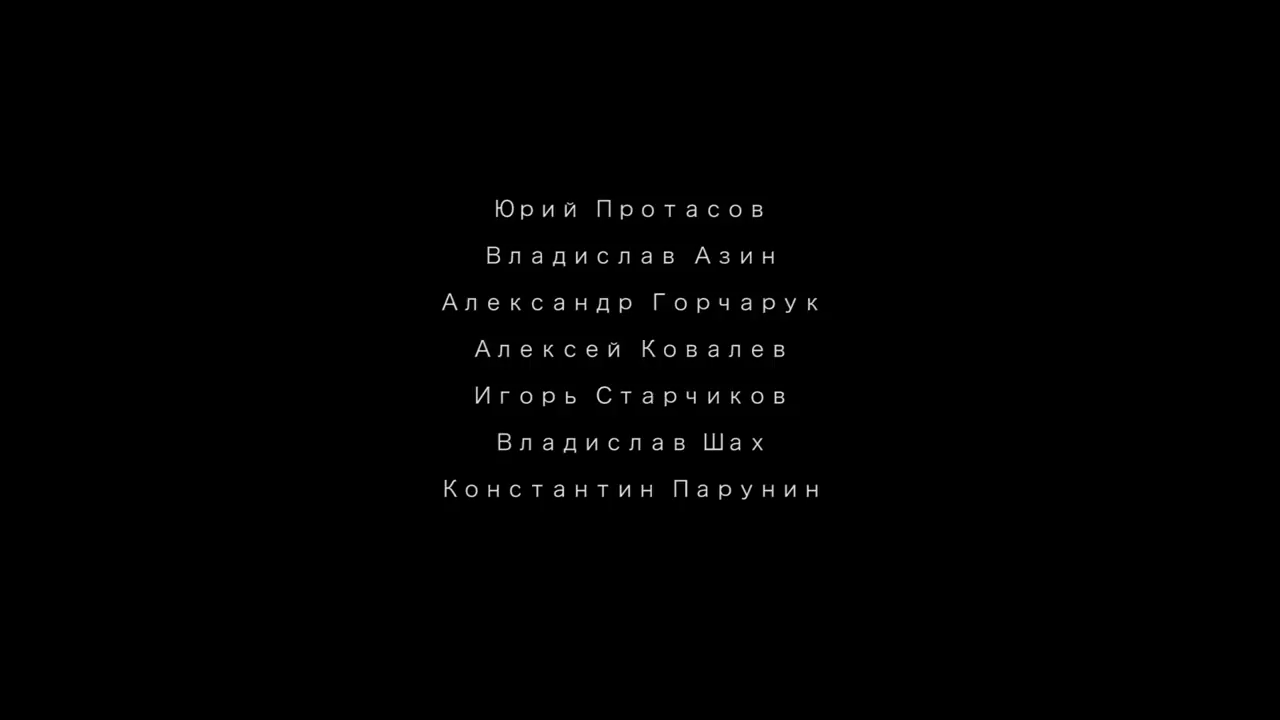 Юрий Протасов
Владислав Азин
Александр Горчарук
Алексей Ковалев
Игорь Старчиков
Владислав Шах
Константин Парунин